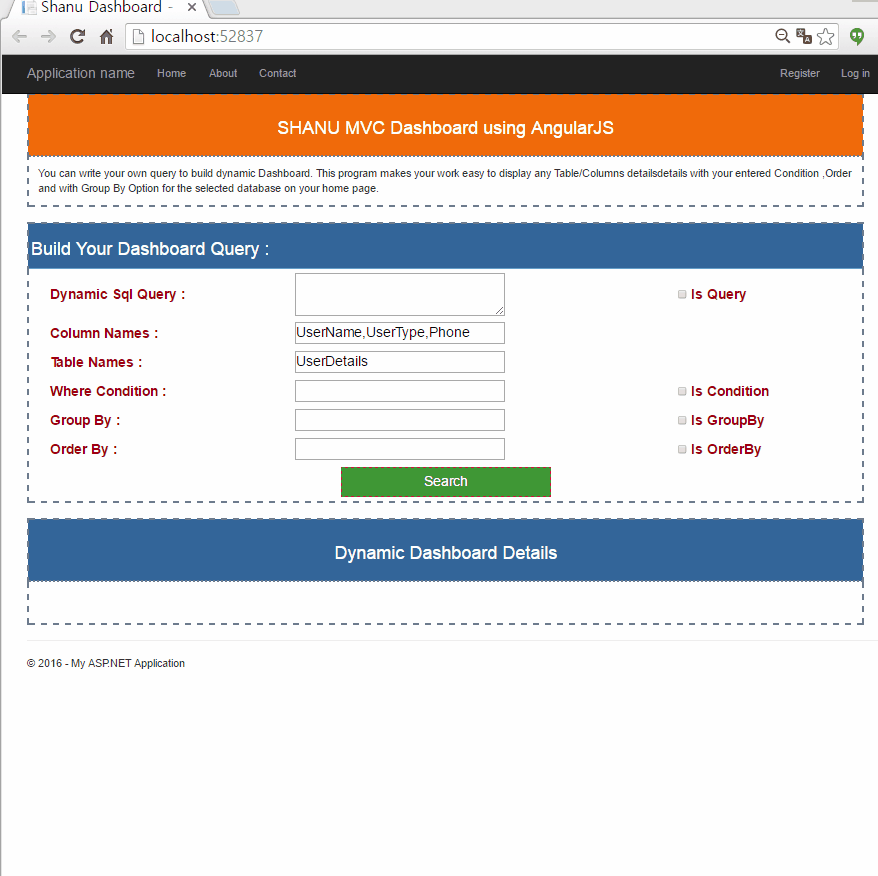 Shanu Dashboard -
localhost:52837
Application name Home About Contact Register Log in
SHANU MVC Dashboard using AngularJS
You can write your own query to build dynamic Dashboard. This program makes your work easy to display any Table/Columns detailsdetails with your entered Condition ,Order
and with Group By Option for the selected database on your home page.
Build Your Dashboard Query :
Dynamic Sql Query : Is Query
Column Names : UserName,UserType,Phone
Table Names : UserDetails
Where Condition : Is Condition
Group By : Is GroupBy
Order By : Is OrderBy
Search
Dynamic Dashboard Details
© 2016 - My ASP.NET Application